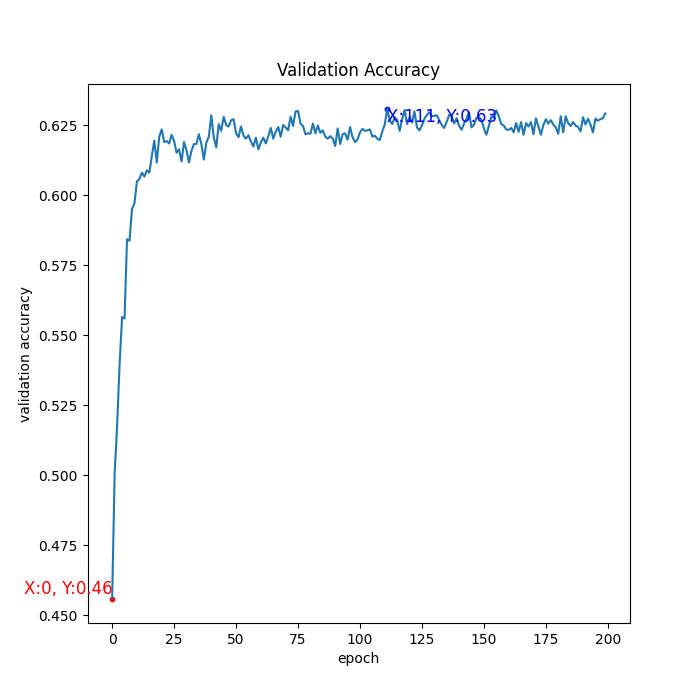 Validation Accuracy
0.625
X:111, Y:0.63
0.600
0.575
0.550
validation accuracy
0.525
0.500
0.475
X:0, Y:0.46
0.450
0 25 50 75 100 125 150 175 200
epoch